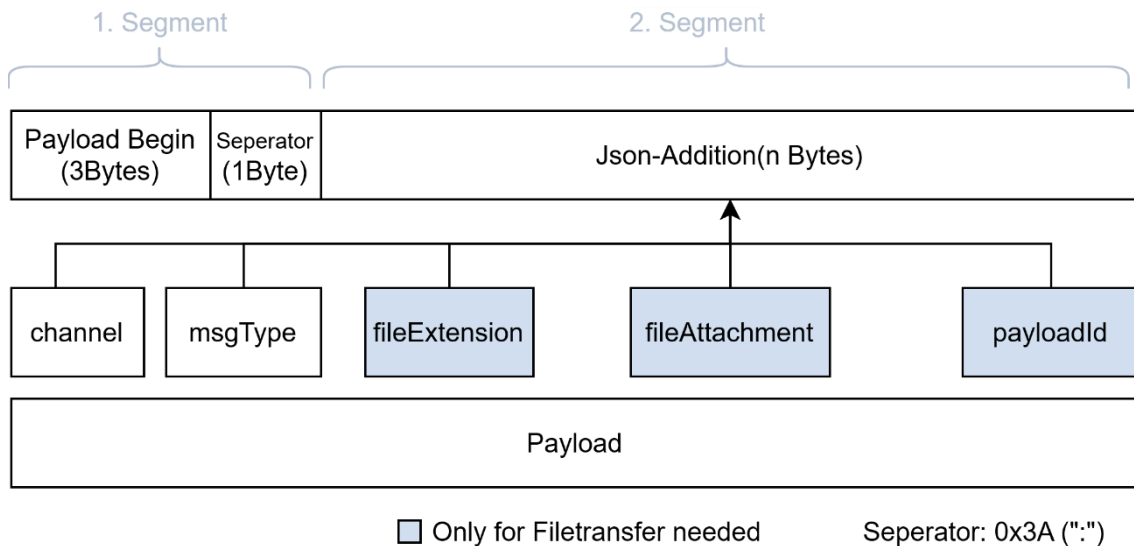 1. Segment
2. Segment
Payload Begin
(3Bytes)
Seperator
(1Byte)
Json-Addition(n Bytes)
channel
msgType
fileExtension
fileAttachment
payloadId
Payload
Only for Filetransfer needed
Seperator: 0x3A (":")